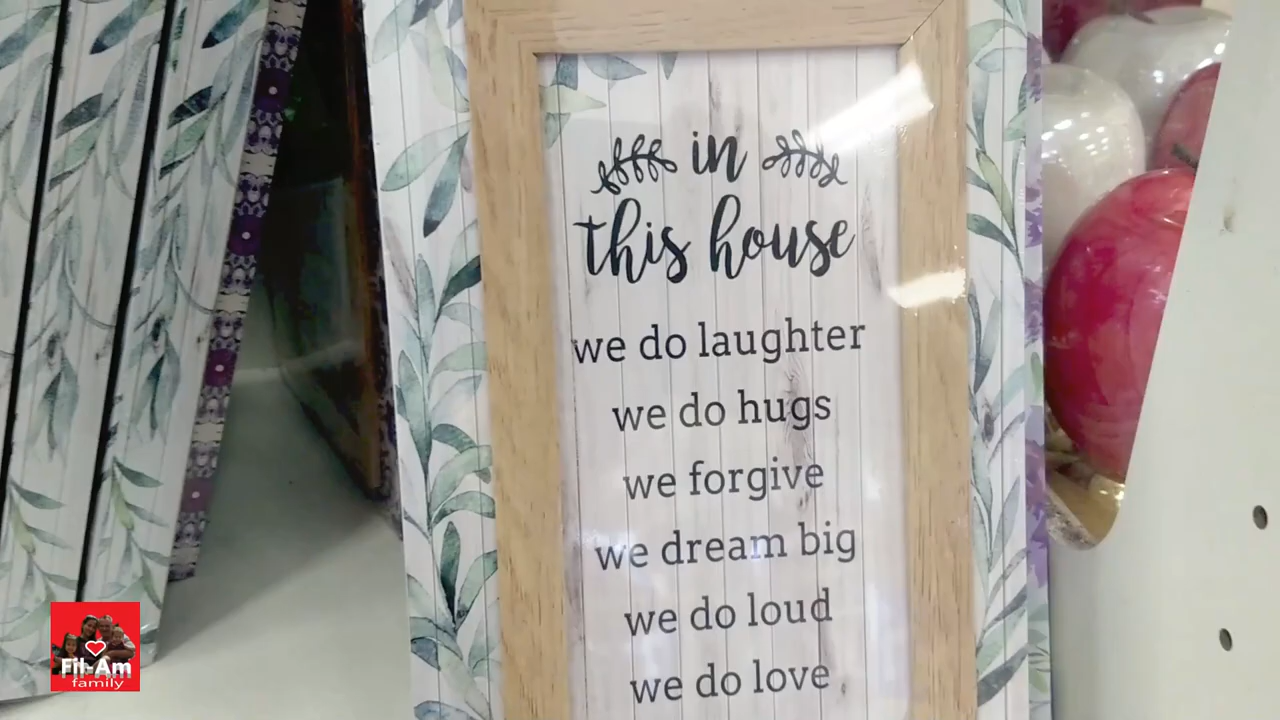 in
this house
we do laughter
we do hugs
we forgive
we dream big
we do loud
we do love
Fil-Am
family